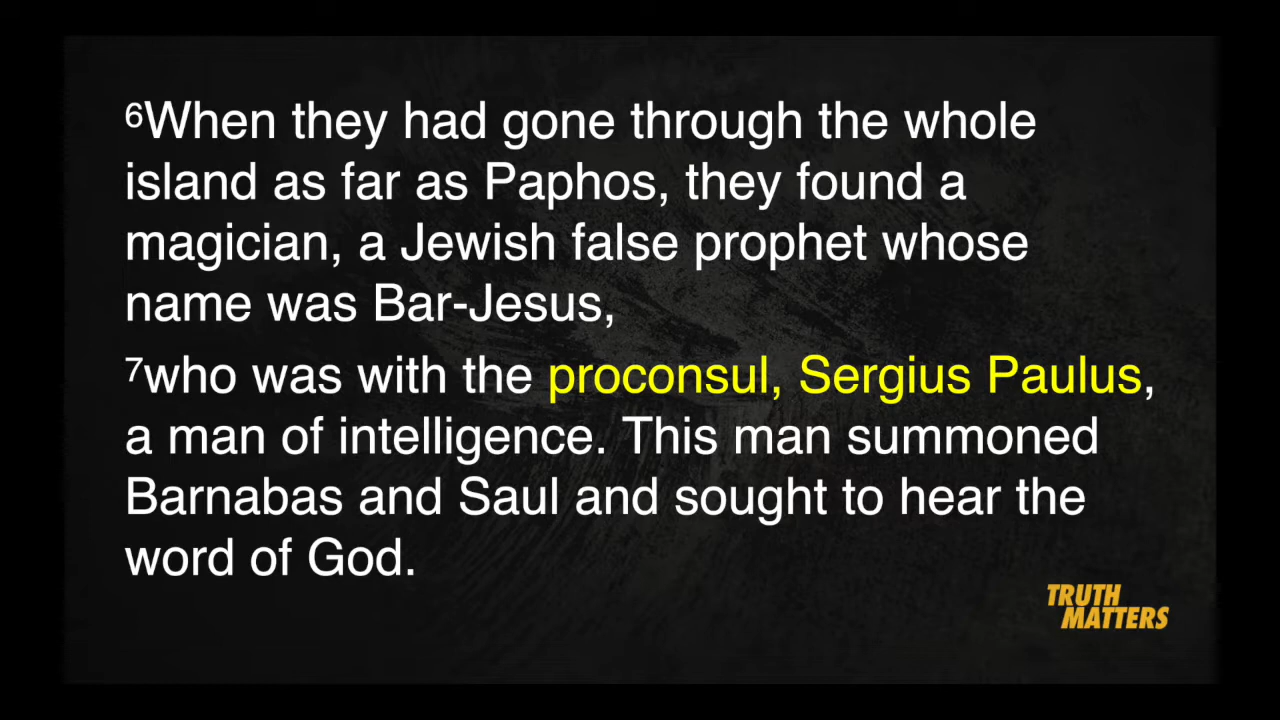 ⁶When they had gone through the whole
island as far as Paphos, they found a
magician, a Jewish false prophet whose
name was Bar-Jesus,
⁷who was with the proconsul, Sergius Paulus,
a man of intelligence. This man summoned
Barnabas and Saul and sought to hear the
word of God.
TRUTH
MATTERS